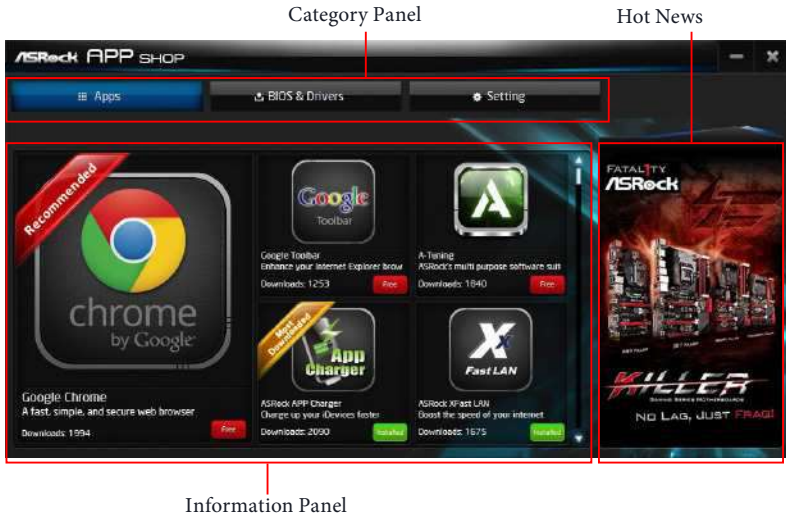 Category Panel
Hot News
ASRock APP SHOP
Apps
BIOS & Drivers
Setting
Recommended
chrome
by Google
Google Chrome
A fast, simple, and secure web browser
Downloads: 1994
Free
Google
Toolbar
Google Toolbar
Enhance your Internet Explorer brow
Downloads: 1253
Free
A
A-Tuning
ASRock's multi purpose software suit
Downloads: 1840
Free
Most
Downloaded
App
Charger
ASRock APP Charger
Charge up your iDevices faster
Downloads: 2090
Installed
X
Fast LAN
ASRock XFast LAN
Boost the speed of your internet
Downloads: 1675
Installed
FATAL1TY
ASRock
KILLER
NO LAG, JUST FRAG!
Information Panel